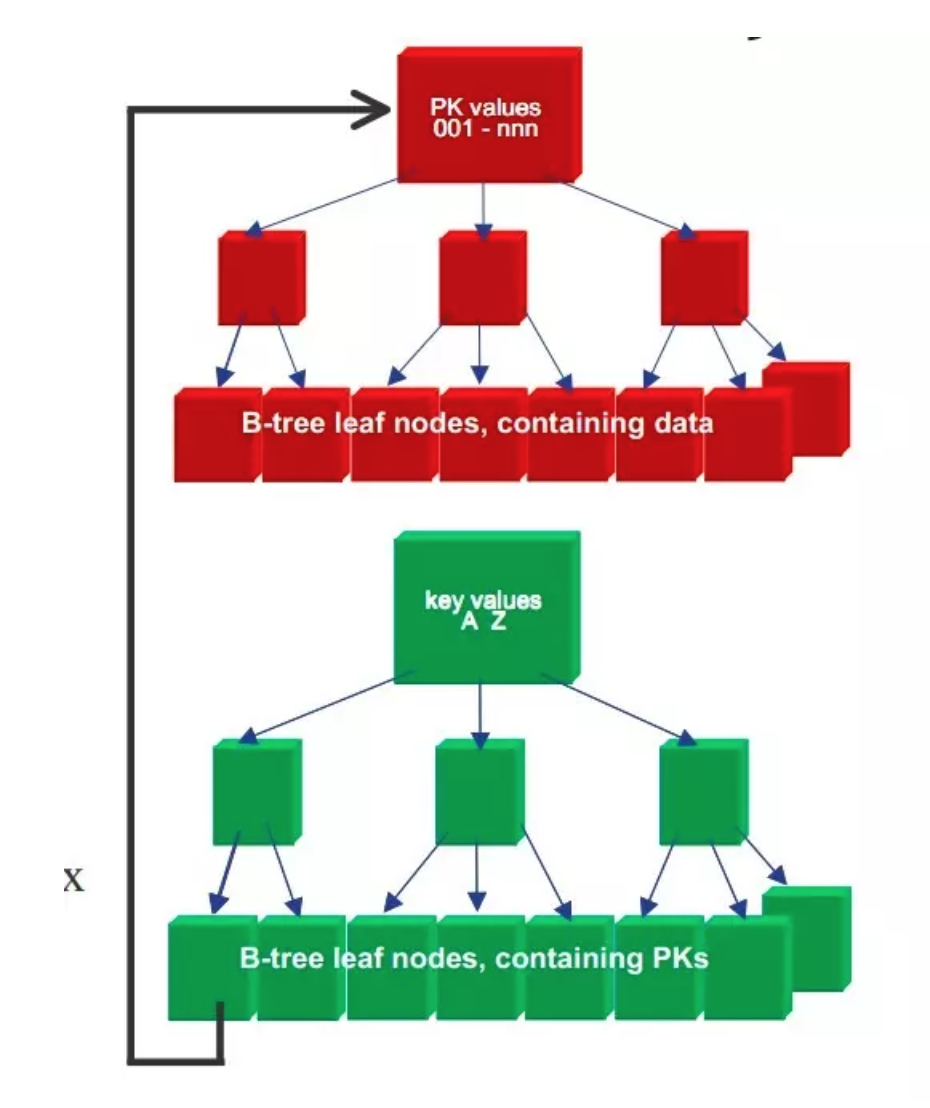 PK values
001 - nnn
B-tree leaf nodes, containing data
key values
A Z
x
B-tree leaf nodes, containing PKs